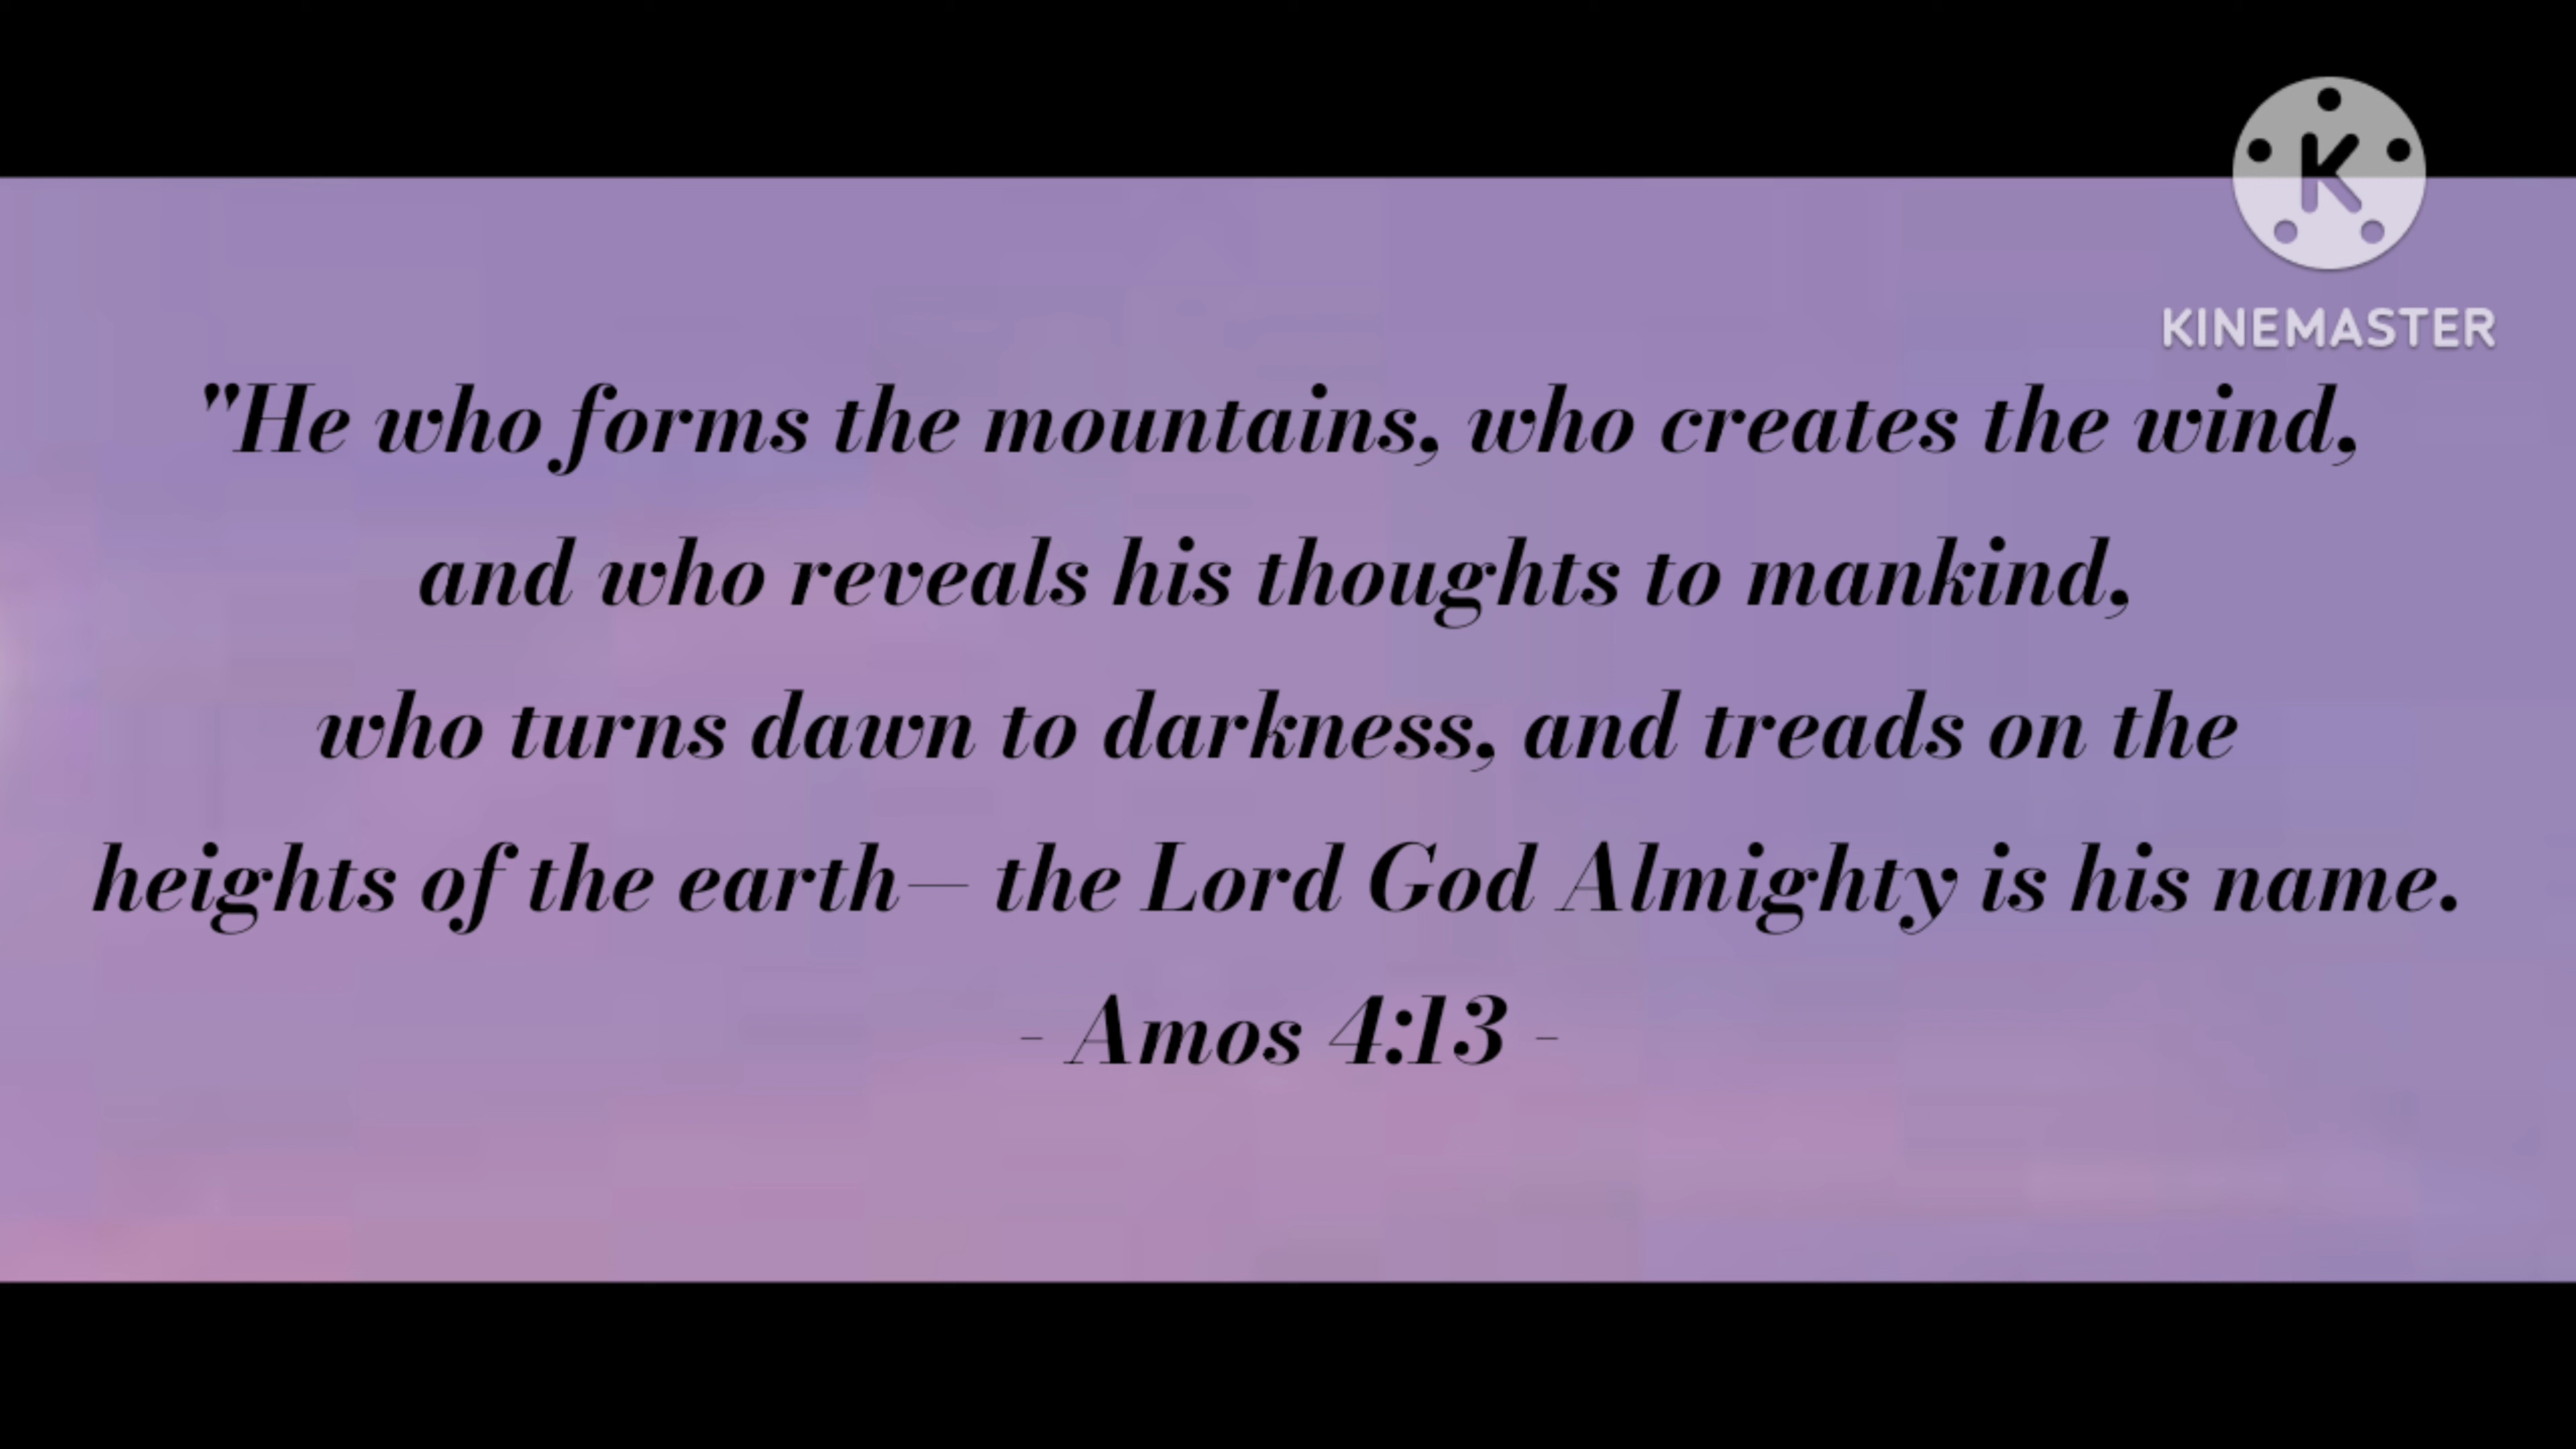 K
KINEMASTER
"He who forms the mountains, who creates the wind,
and who reveals his thoughts to mankind,
who turns dawn to darkness, and treads on the
heights of the earth— the Lord God Almighty is his name.
- Amos 4:13 -